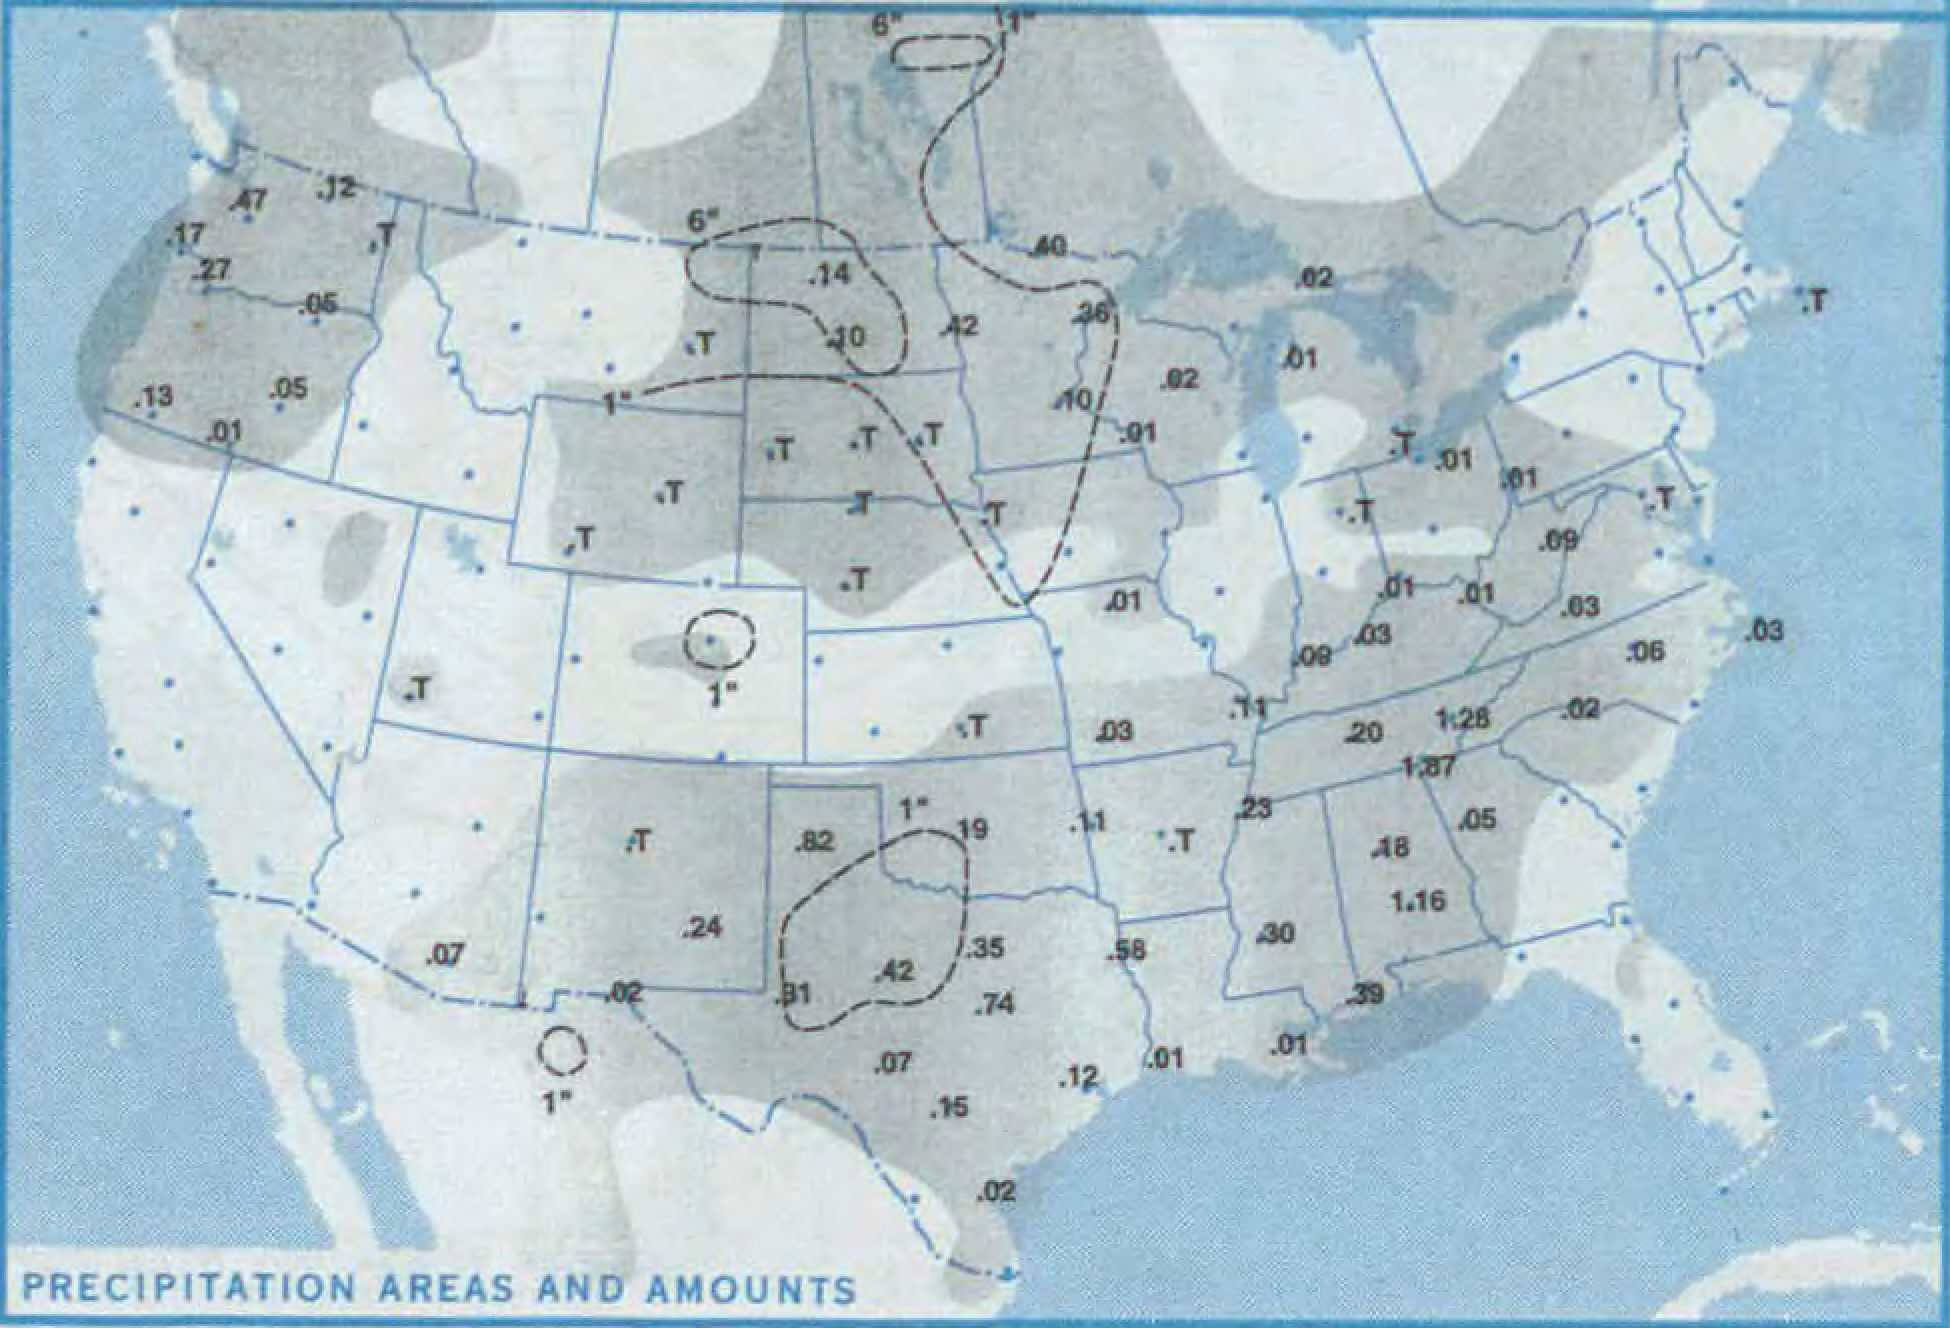 6" 1"
.47 .12
.17 .T
.27
6"
.40
.14 .02
.05 .T
.10 .42 .36
.T .01
.13 .05 .02
1" .10
.01 .T .T .T .01 .T .01
.T .T .T .T .01 .T
.T .09
.T .01 .01 .01 .03
.03 .03
.09 .06
.T 1" .11
.T .03 .20 1.28 .02
1.87
1" .19 .11 .23 .05
.T .82 .T .18
1.16
.24 .30
.07 .35 .58
.42
.02 .31 .74 .39
.07 .01 .01
1" .15 .12
.02
PRECIPITATION AREAS AND AMOUNTS